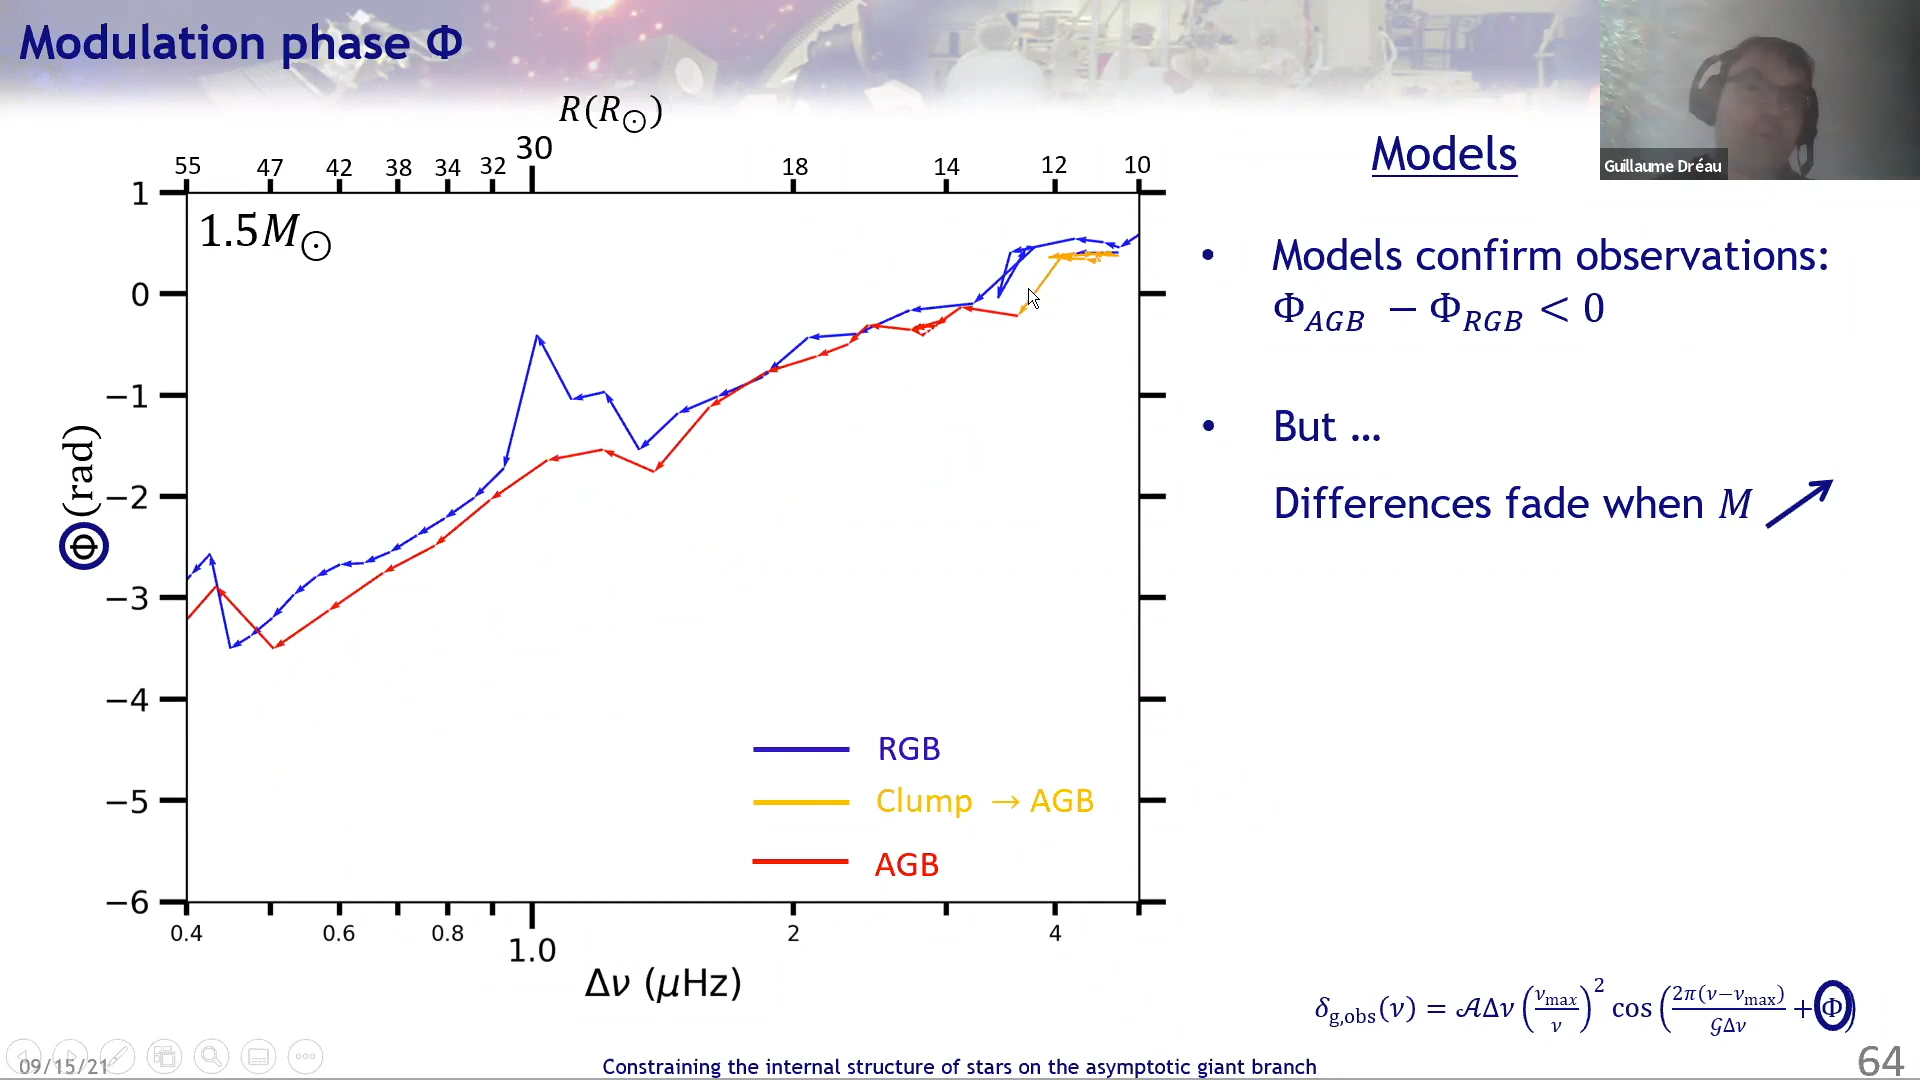 Modulation phase Φ
Guillaume Dréau
R(R⊙)
55 47 42 38 34 32 30 18 14 12 10
1.5M⊙
1
0
−1
−2
−3
−4
−5
−6
Φ (rad)
RGB
Clump → AGB
AGB
0.4 0.6 0.8 1.0 2 4
Δν (μHz)
Models
• Models confirm observations:
Φ_AGB − Φ_RGB < 0
• But ...
Differences fade when M
δ_g,obs(ν) = 𝒜Δν (ν_max/ν)² cos (2π(ν−ν_max)/𝒢Δν + Φ)
09/15/21
Constraining the internal structure of stars on the asymptotic giant branch
64